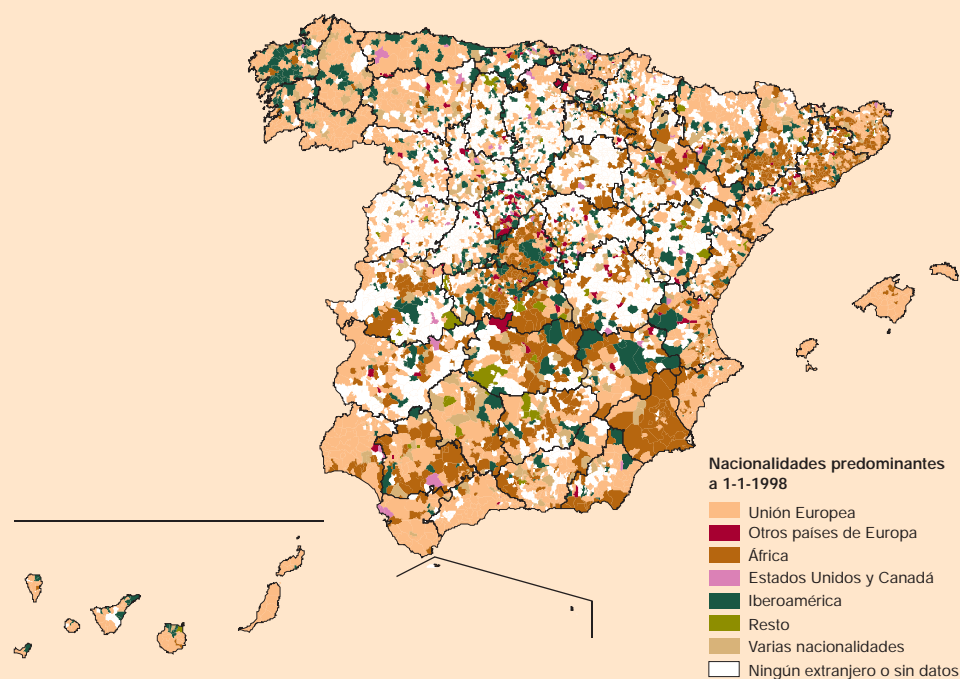 Nacionalidades predominantes
a 1-1-1998
Unión Europea
Otros países de Europa
África
Estados Unidos y Canadá
Iberoamérica
Resto
Varias nacionalidades
Ningún extranjero o sin datos